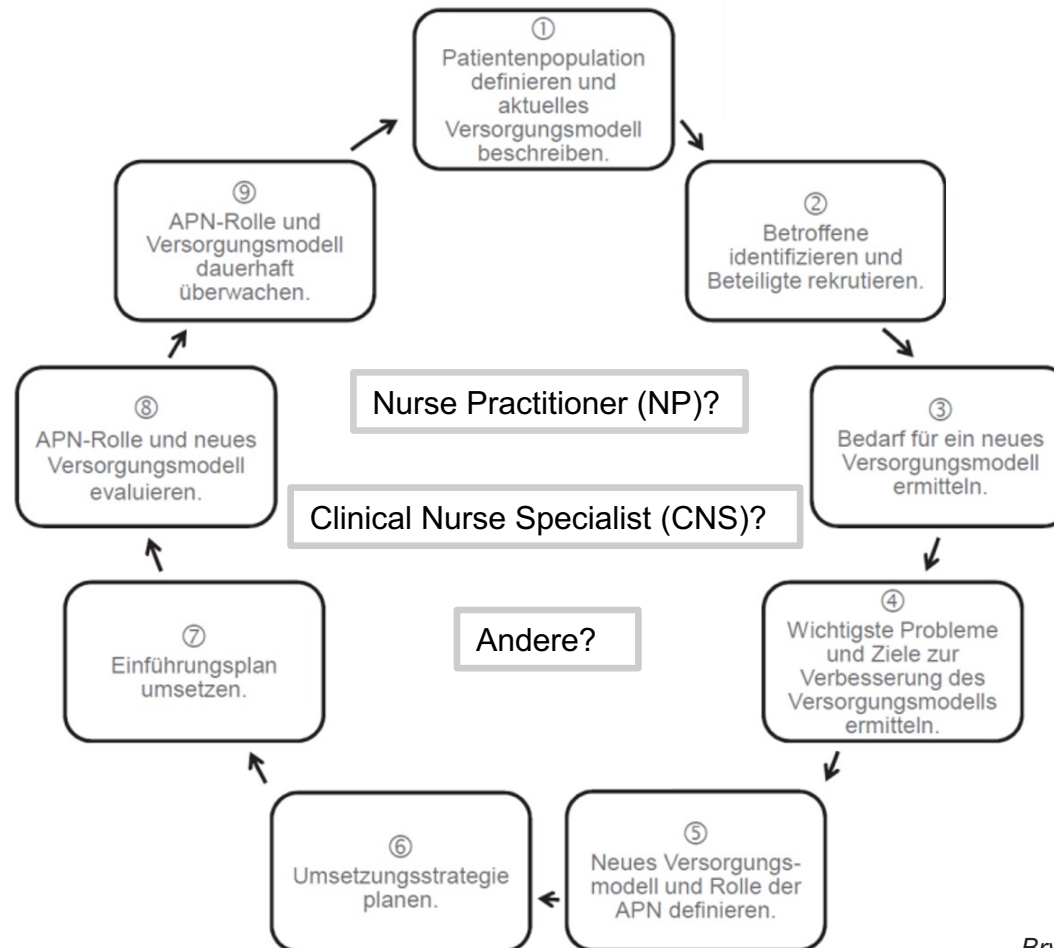 ①
Patientenpopulation
definieren und
aktuelles
Versorgungsmodell
beschreiben.
②
Betroffene
identifizieren und
Beteiligte rekrutieren.
③
Bedarf für ein neues
Versorgungsmodell
ermitteln.
④
Wichtigste Probleme
und Ziele zur
Verbesserung des
Versorgungsmodells
ermitteln.
⑤
Neues Versorgungs-
modell und Rolle der
APN definieren.
⑥
Umsetzungsstrategie
planen.
⑦
Einführungsplan
umsetzen.
⑧
APN-Rolle und neues
Versorgungsmodell
evaluieren.
⑨
APN-Rolle und
Versorgungsmodell
dauerhaft
überwachen.
Nurse Practitioner (NP)?
Clinical Nurse Specialist (CNS)?
Andere?